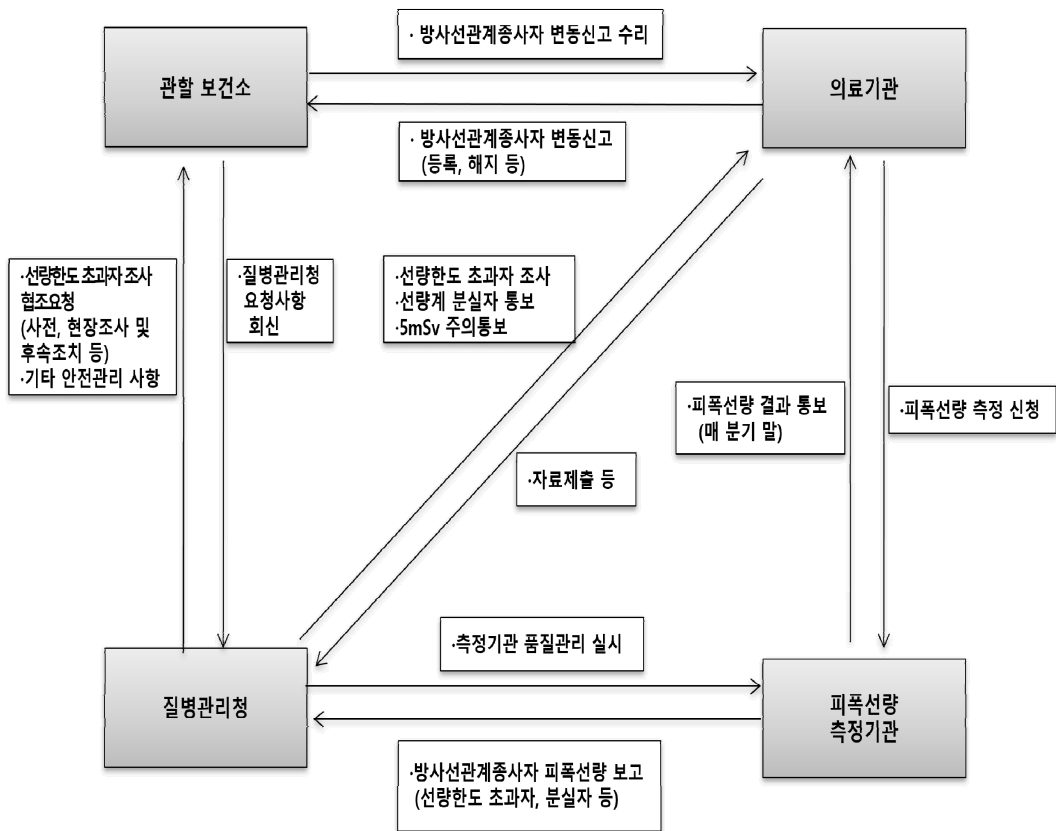 · 방사선관계종사자 변동신고 수리
관할 보건소
의료기관
· 방사선관계종사자 변동신고
(등록, 해지 등)
·선량한도 초과자 조사
협조요청
(사전, 현장조사 및
후속조치 등)
·기타 안전관리 사항
·질병관리청
요청사항
회신
·선량한도 초과자 조사
·선량계 분실자 통보
·5mSv 주의통보
·피폭선량 결과 통보
(매 분기 말)
·피폭선량 측정 신청
·자료제출 등
·측정기관 품질관리 실시
질병관리청
피폭선량
측정기관
·방사선관계종사자 피폭선량 보고
(선량한도 초과자, 분실자 등)